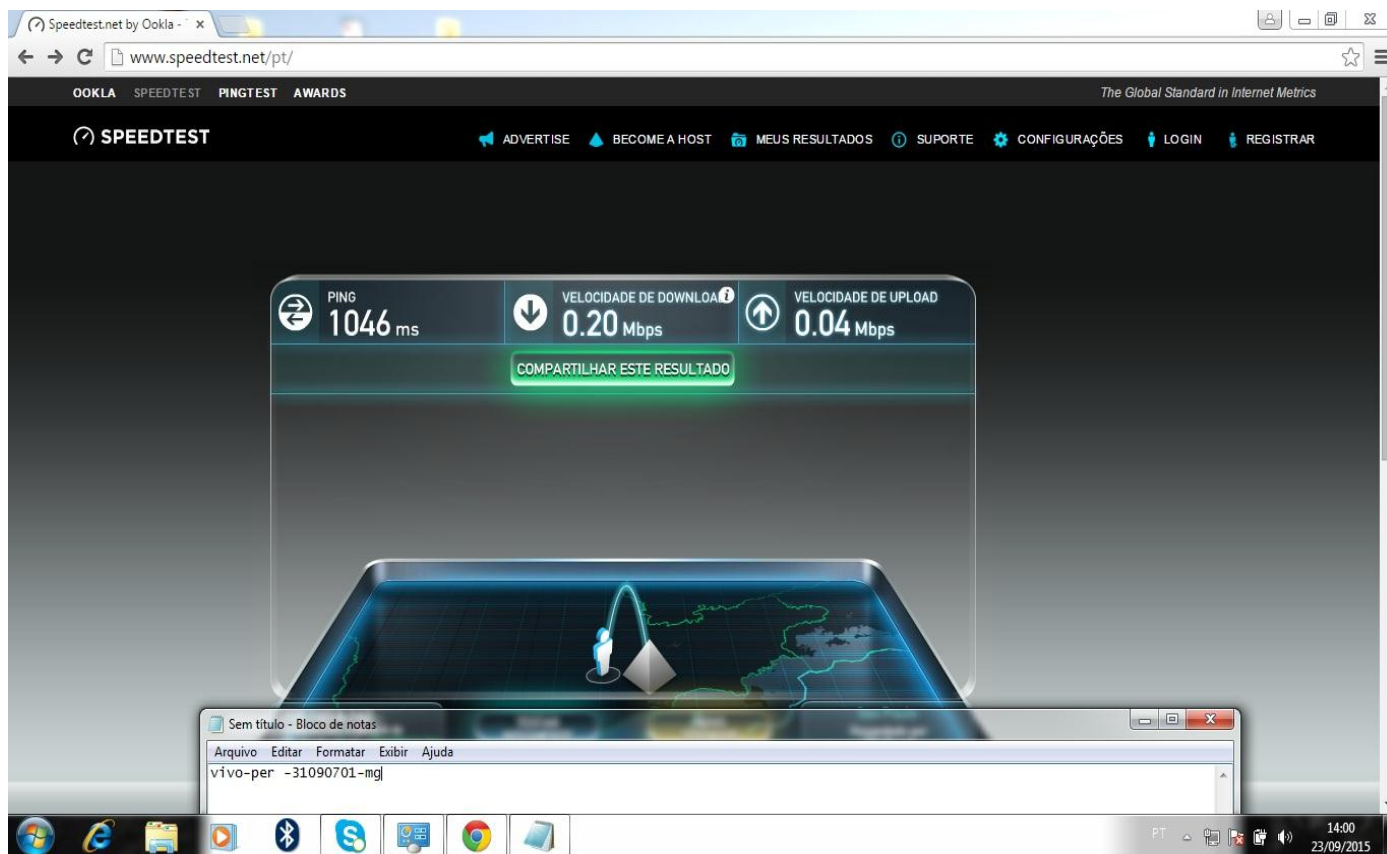 Speedtest.net by Ookla -
www.speedtest.net/pt/
OOKLA SPEEDTEST PINGTEST AWARDS The Global Standard in Internet Metrics
SPEEDTEST ADVERTISE BECOME A HOST MEUS RESULTADOS SUPORTE CONFIGURAÇÕES LOGIN REGISTRAR
PING VELOCIDADE DE DOWNLOAD VELOCIDADE DE UPLOAD
1046 ms 0.20 Mbps 0.04 Mbps
COMPARTILHAR ESTE RESULTADO
Sem título - Bloco de notas
Arquivo Editar Formatar Exibir Ajuda
vivo-per -31090701-mg
PT 14:00
23/09/2015